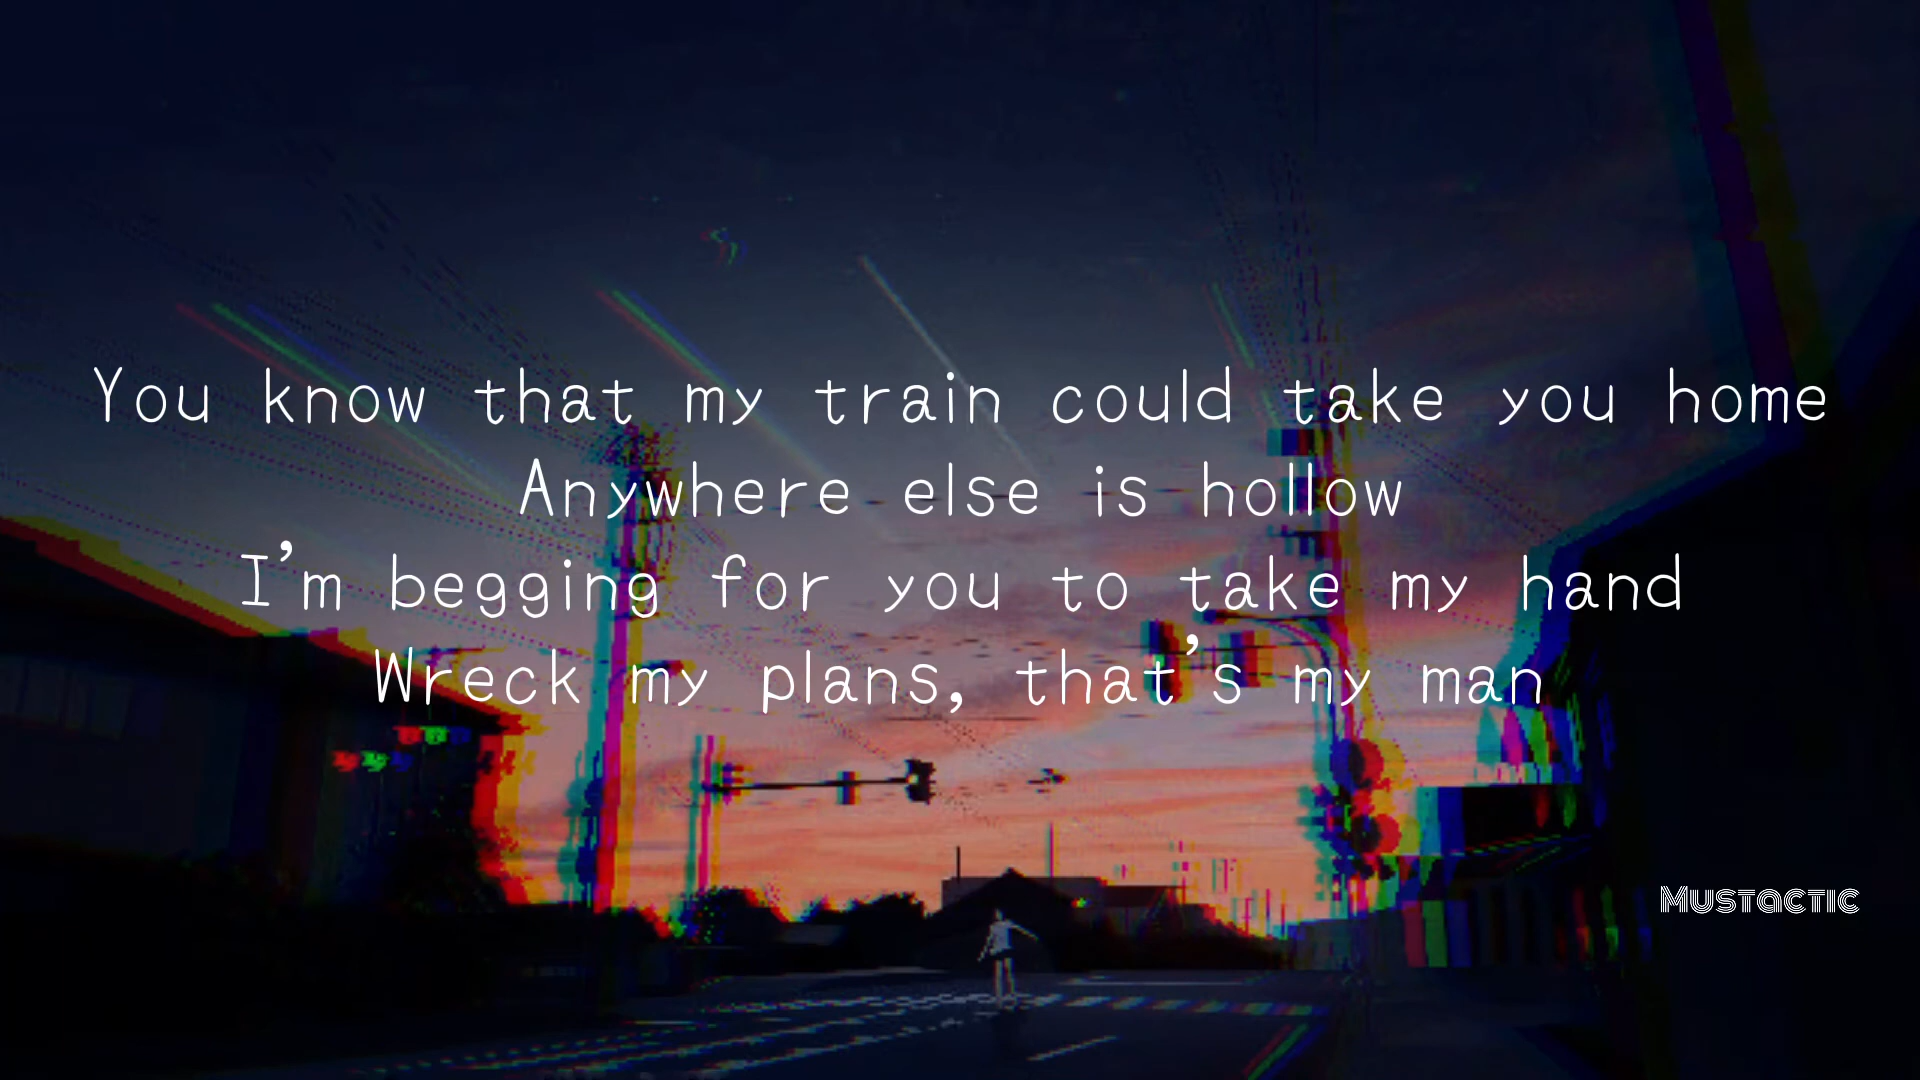 You know that my train could take you home
Anywhere else is hollow
I'm begging for you to take my hand
Wreck my plans, that's my man
Mustactic